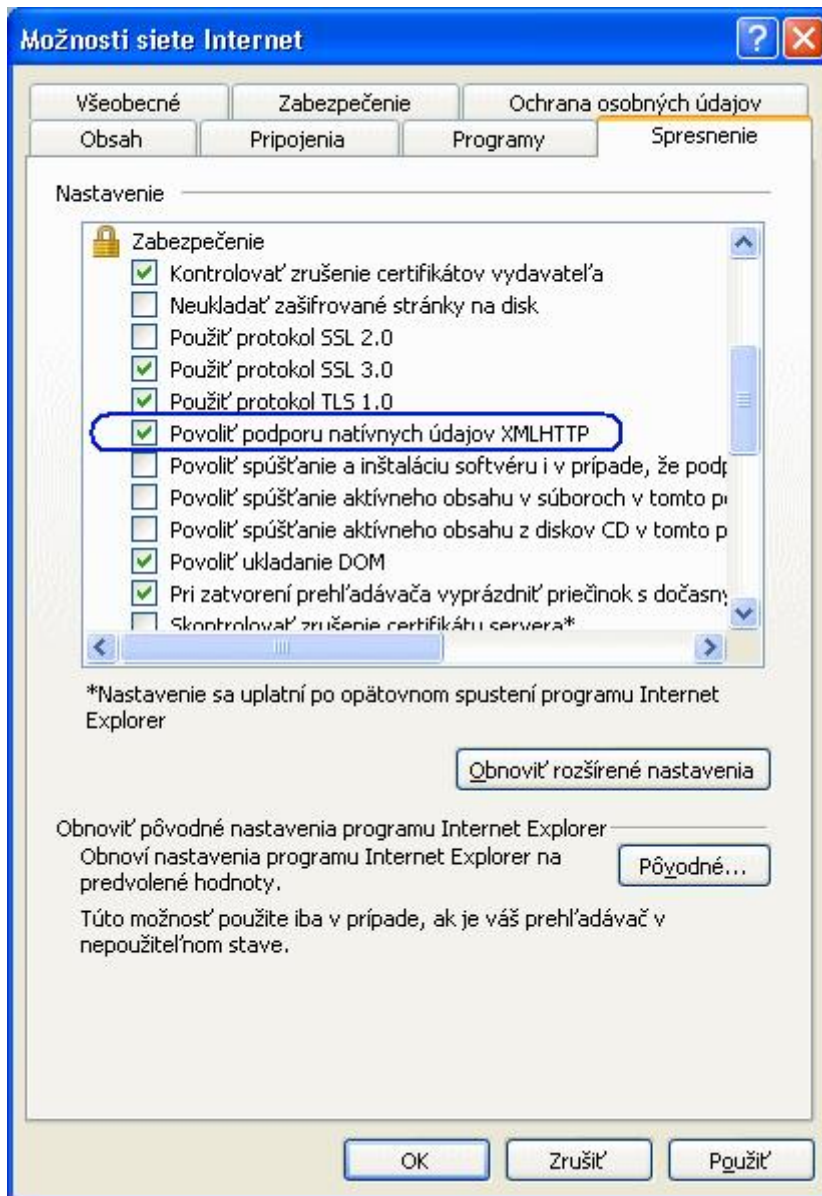 Možnosti siete Internet
Všeobecné
Zabezpečenie
Ochrana osobných údajov
Obsah
Pripojenia
Programy
Spresnenie
Nastavenie
Zabezpečenie
Kontrolovať zrušenie certifikátov vydavateľa
Neukladať zašifrované stránky na disk
Použiť protokol SSL 2.0
Použiť protokol SSL 3.0
Použiť protokol TLS 1.0
Povoliť podporu natívnych údajov XMLHTTP
Povoliť spúšťanie a inštaláciu softvéru i v prípade, že podp
Povoliť spúšťanie aktívneho obsahu v súboroch v tomto p
Povoliť spúšťanie aktívneho obsahu z diskov CD v tomto p
Povoliť ukladanie DOM
Pri zatvorení prehľadávača vyprázdniť priečinok s dočasný
Skontrolovať zrušenie certifikátu servera*
*Nastavenie sa uplatní po opätovnom spustení programu Internet
Explorer
Obnoviť rozšírené nastavenia
Obnoviť pôvodné nastavenia programu Internet Explorer
Obnoví nastavenia programu Internet Explorer na
predvolené hodnoty.
Pôvodné...
Túto možnosť použite iba v prípade, ak je váš prehľadávač v
nepoužiteľnom stave.
OK
Zrušiť
Použiť